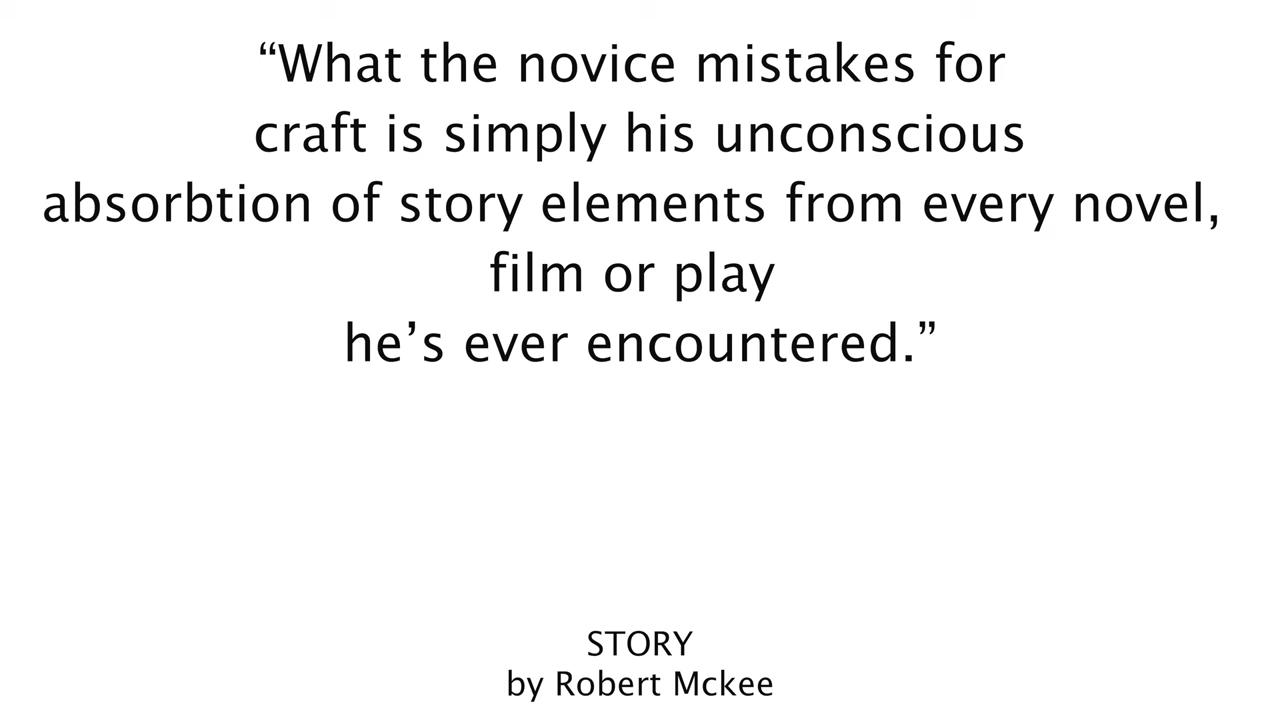 “What the novice mistakes for
craft is simply his unconscious
absorbtion of story elements from every novel,
film or play
he’s ever encountered.”
STORY
by Robert Mckee